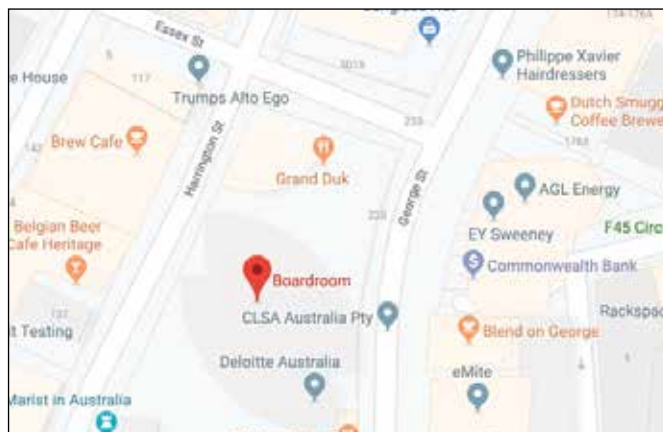 Essex St
117
e House
Trumps Alto Ego
Philippe Xavier
Hairdressers
Dutch Smugg
Coffee Brewe
Brew Cafe
Harrington St
Grand Duk
George St
AGL Energy
EY Sweeney
F45 Circ
Belgian Beer
Cafe Heritage
Commonwealth Bank
Boardroom
CLSA Australia Pty
Rackspac
t Testing
Blend on George
Deloitte Australia
eMite
Marist in Australia